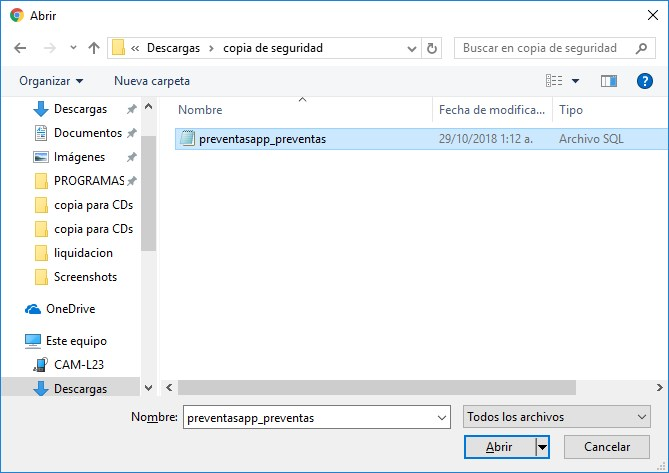 Abrir
« Descargas > copia de seguridad
Buscar en copia de seguridad
Organizar Nueva carpeta
Nombre Fecha de modifica... Tipo
preventasapp_preventas 29/10/2018 1:12 a. Archivo SQL
Descargas
Documentos
Imágenes
PROGRAMAS
copia para CDs
copia para CDs
liquidacion
Screenshots
OneDrive
Este equipo
CAM-L23
Descargas
Nombre: preventasapp_preventas Todos los archivos
Abrir Cancelar